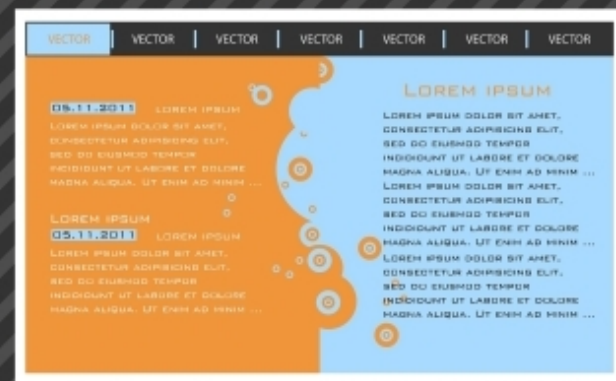 VECTOR VECTOR VECTOR VECTOR VECTOR VECTOR VECTOR
05.11.2011 LOREM IPSUM
LOREM IPSUM DOLOR SIT AMET,
CONSECTETUR ADIPISICING ELIT,
SED DO EIUSMOD TEMPOR
INCIDIDUNT UT LABORE ET DOLORE
MAGNA ALIQUA. UT ENIM AD MINIM ...
LOREM IPSUM
05.11.2011 LOREM IPSUM
LOREM IPSUM DOLOR SIT AMET,
CONSECTETUR ADIPISICING ELIT,
SED DO EIUSMOD TEMPOR
INCIDIDUNT UT LABORE ET DOLORE
MAGNA ALIQUA. UT ENIM AD MINIM ...
LOREM IPSUM
LOREM IPSUM DOLOR SIT AMET,
CONSECTETUR ADIPISICING ELIT,
SED DO EIUSMOD TEMPOR
INCIDIDUNT UT LABORE ET DOLORE
MAGNA ALIQUA. UT ENIM AD MINIM ...
LOREM IPSUM DOLOR SIT AMET,
CONSECTETUR ADIPISICING ELIT,
SED DO EIUSMOD TEMPOR
INCIDIDUNT UT LABORE ET DOLORE
MAGNA ALIQUA. UT ENIM AD MINIM ...
LOREM IPSUM DOLOR SIT AMET,
CONSECTETUR ADIPISICING ELIT,
SED DO EIUSMOD TEMPOR
INCIDIDUNT UT LABORE ET DOLORE
MAGNA ALIQUA. UT ENIM AD MINIM ...